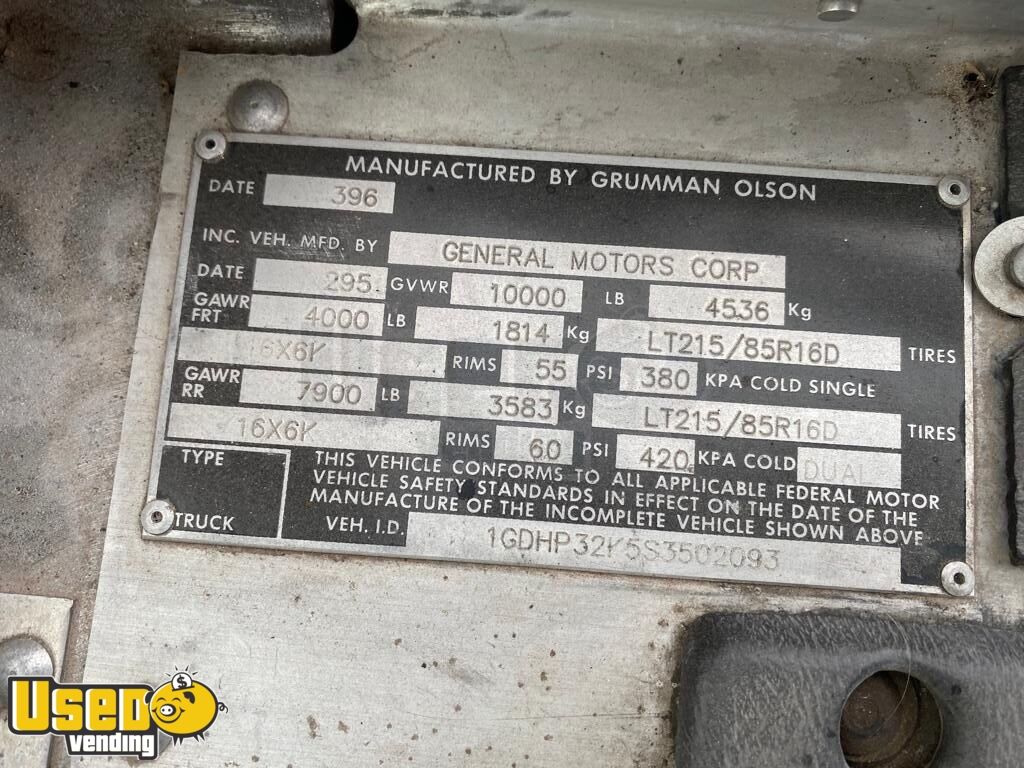 MANUFACTURED BY GRUMMAN OLSON
DATE 396
INC. VEH. MFD. BY GENERAL MOTORS CORP
DATE 295. GVWR 10000 LB 4536 Kg
GAWR FRT 4000 LB 1814 Kg LT215/85R16D TIRES
16X6K RIMS 55 PSI 380 KPA COLD SINGLE
GAWR RR 7900 LB 3583 Kg LT215/85R16D TIRES
16X6K RIMS 60 PSI 420 KPA COLD DUAL
TYPE
TRUCK
THIS VEHICLE CONFORMS TO ALL APPLICABLE FEDERAL MOTOR
VEHICLE SAFETY STANDARDS IN EFFECT ON THE DATE OF THE
MANUFACTURE OF THE INCOMPLETE VEHICLE SHOWN ABOVE
VEH. I.D. 1GDHP32K5S3502093
USED
vending